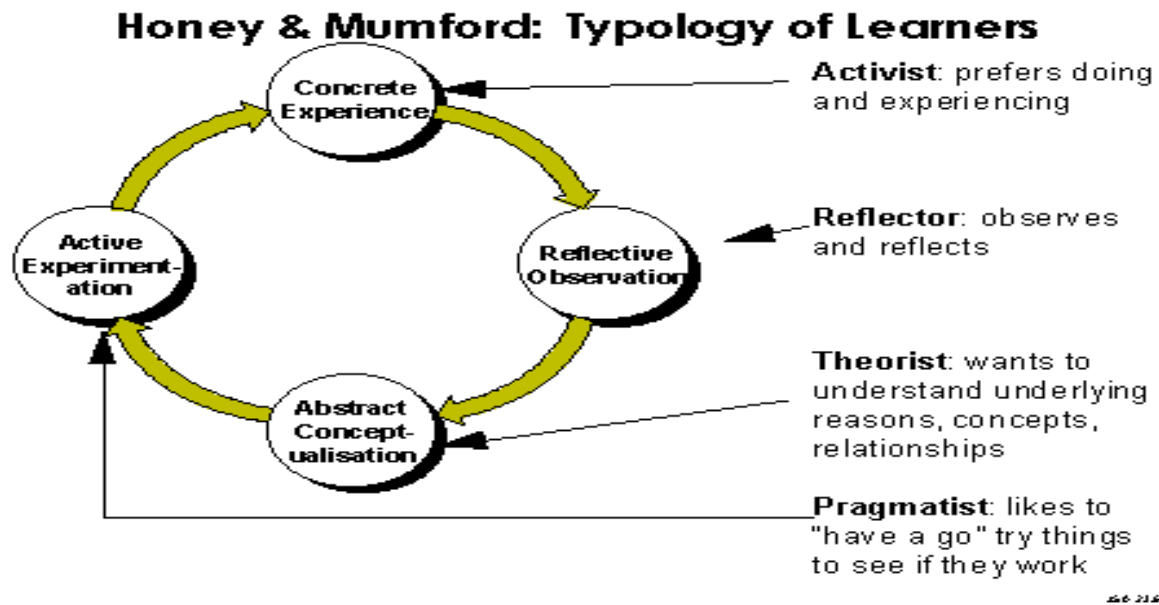 Honey & Mumford: Typology of Learners
Concrete
Experience
Activist: prefers doing
and experiencing
Reflector: observes
and reflects
Active
Experiment-
ation
Reflective
Observation
Theorist: wants to
understand underlying
reasons, concepts,
relationships
Abstract
Concept-
ualisation
Pragmatist: likes to
"have a go" try things
to see if they work